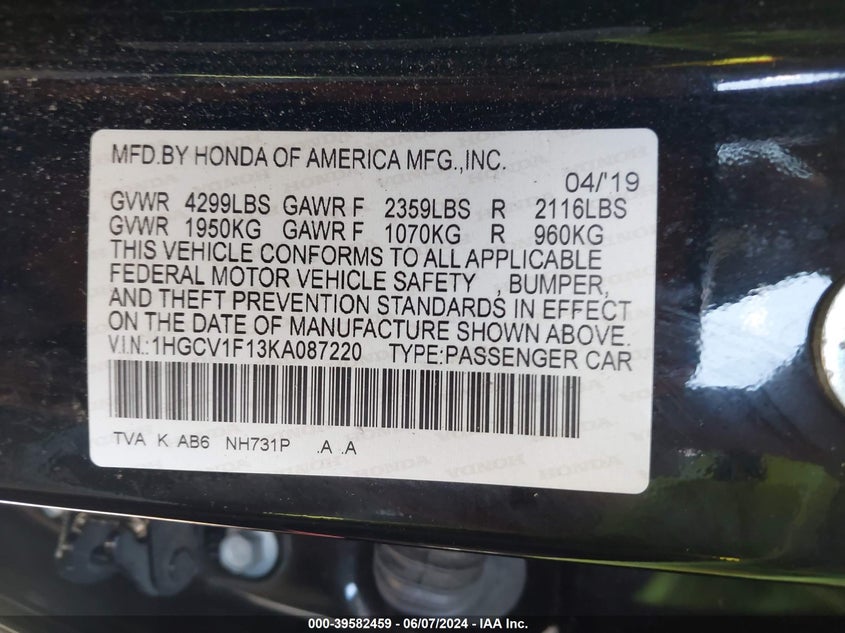 MFD.BY HONDA OF AMERICA MFG.,INC.
04/'19
GVWR 4299LBS GAWR F 2359LBS R 2116LBS
GVWR 1950KG GAWR F 1070KG R 960KG
THIS VEHICLE CONFORMS TO ALL APPLICABLE
FEDERAL MOTOR VEHICLE SAFETY , BUMPER,
AND THEFT PREVENTION STANDARDS IN EFFECT
ON THE DATE OF MANUFACTURE SHOWN ABOVE.
V.I.N.:1HGCV1F13KA087220 TYPE:PASSENGER CAR
TVA K AB6 NH731P .A .A
000-39582459 - 06/07/2024 - IAA Inc.